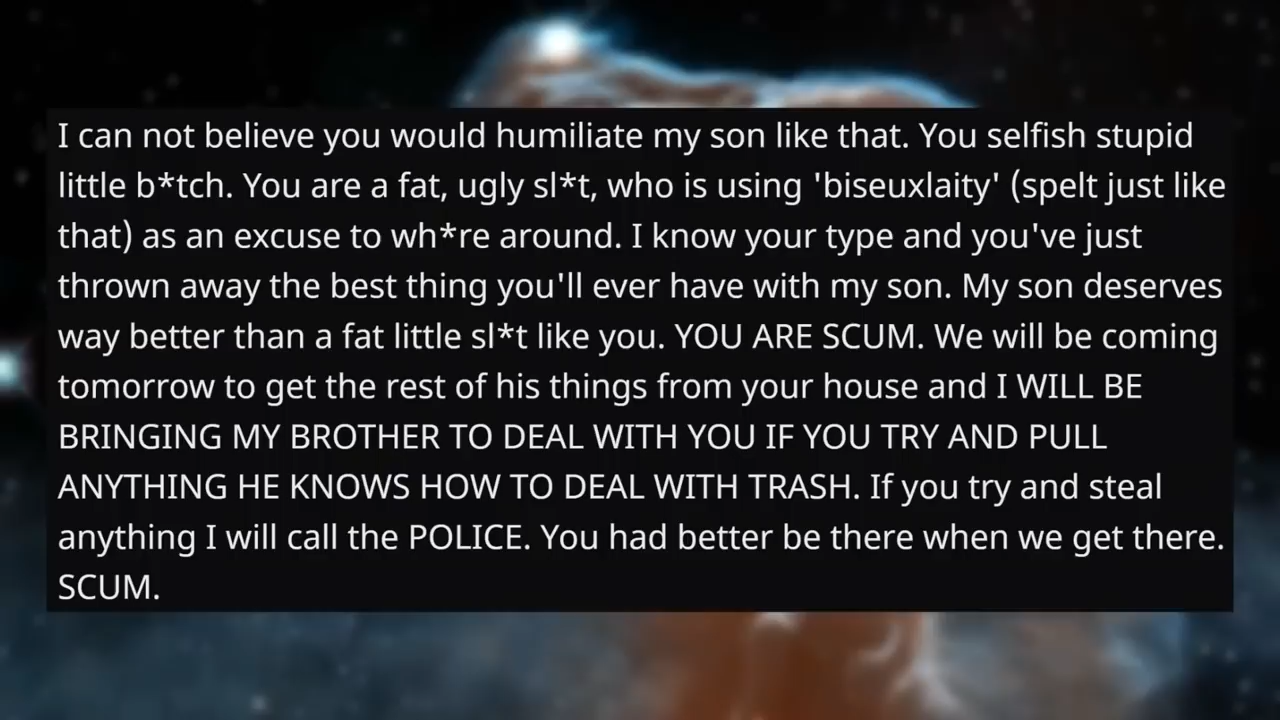 I can not believe you would humiliate my son like that. You selfish stupid
little b*tch. You are a fat, ugly sl*t, who is using 'biseuxlaity' (spelt just like
that) as an excuse to wh*re around. I know your type and you've just
thrown away the best thing you'll ever have with my son. My son deserves
way better than a fat little sl*t like you. YOU ARE SCUM. We will be coming
tomorrow to get the rest of his things from your house and I WILL BE
BRINGING MY BROTHER TO DEAL WITH YOU IF YOU TRY AND PULL
ANYTHING HE KNOWS HOW TO DEAL WITH TRASH. If you try and steal
anything I will call the POLICE. You had better be there when we get there.
SCUM.